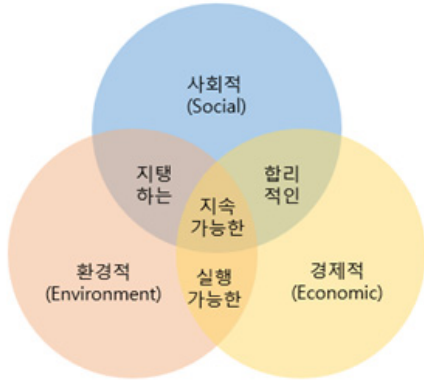 사회적
(Social)
지탱
하는
합리
적인
지속
가능한
환경적
(Environment)
실행
가능한
경제적
(Economic)